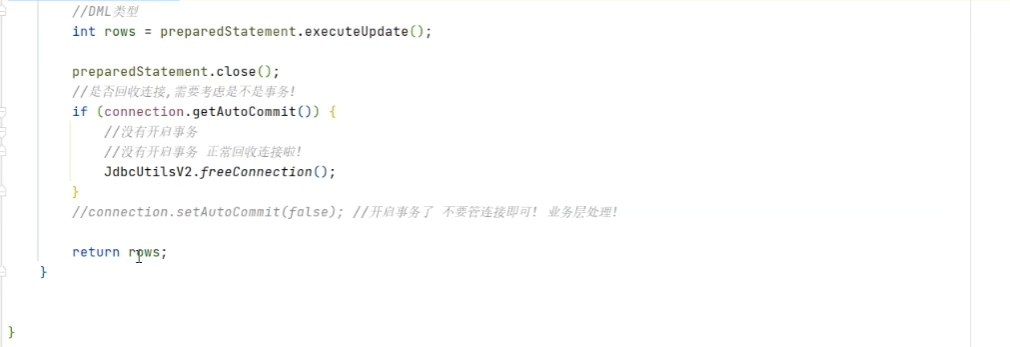 //DML类型
int rows = preparedStatement.executeUpdate();
preparedStatement.close();
//是否回收连接,需要考虑是不是事务!
if (connection.getAutoCommit()) {
//没有开启事务
//没有开启事务 正常回收连接啦!
JdbcUtilsV2.freeConnection();
}
//connection.setAutoCommit(false); //开启事务了 不要管连接即可! 业务层处理!
return rows;
}
}